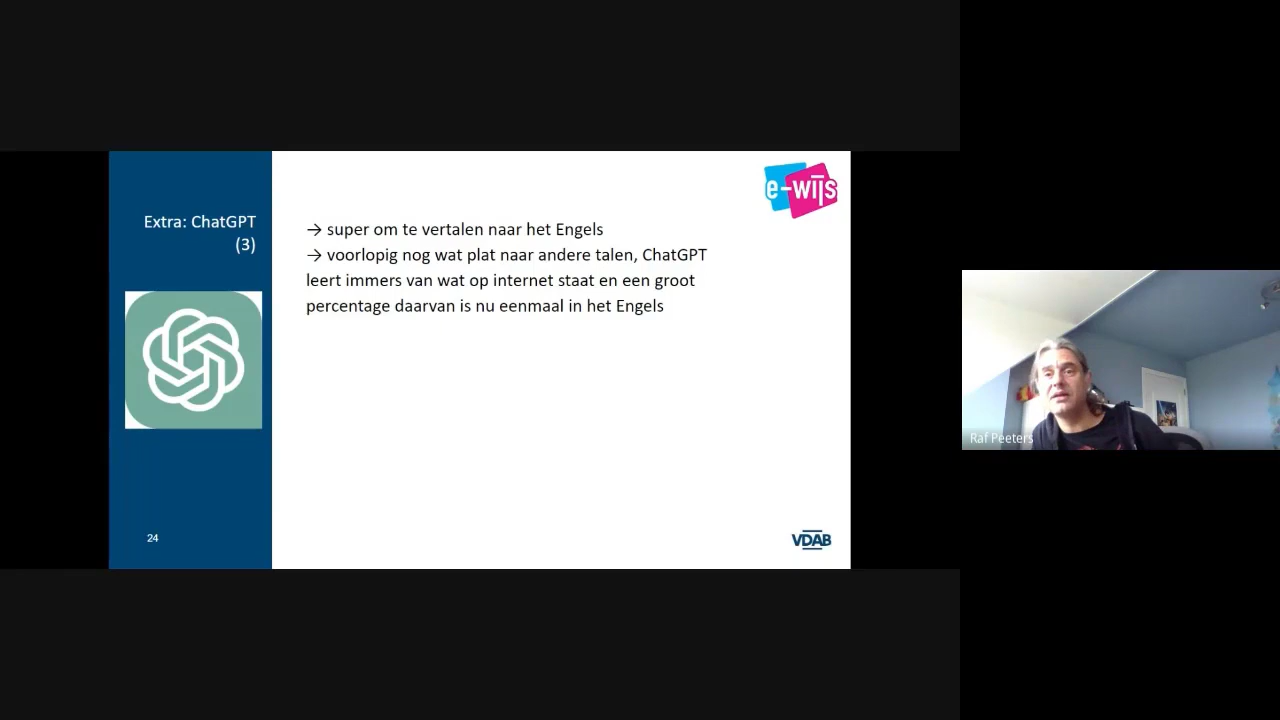 Extra: ChatGPT
(3)
e-wijs
→ super om te vertalen naar het Engels
→ voorlopig nog wat plat naar andere talen, ChatGPT
leert immers van wat op internet staat en een groot
percentage daarvan is nu eenmaal in het Engels
24
VDAB
Raf Peeters